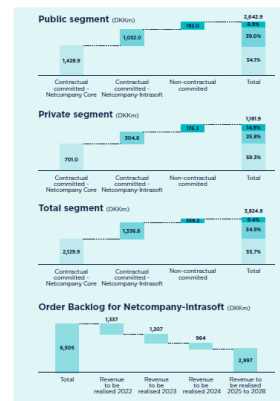 Public segment (DKKm)
2,642.9
182.0
6.9%
1,032.0
39.0%
1,428.9
54.1%
Contractual committed - Netcompany Core
Contractual committed - Netcompany-Intrasoft
Non-contractual commited
Total
Private segment (DKKm)
1,181.9
176.3
14.9%
304.6
25.8%
701.0
59.3%
Contractual committed - Netcompany Core
Contractual committed - Netcompany-Intrasoft
Non-contractual commited
Total
Total segment (DKKm)
3,824.8
9.4%
1,336.6
34.9%
2,129.9
55.7%
Contractual committed - Netcompany Core
Contractual committed - Netcompany-Intrasoft
Non-contractual commited
Total
Order Backlog for Netcompany-Intrasoft (DKKm)
1,337
1,207
964
6,505
2,997
Total
Revenue to be realised 2022
Revenue to be realised 2023
Revenue to be realised 2024
Revenue to be realised 2025 to 2028